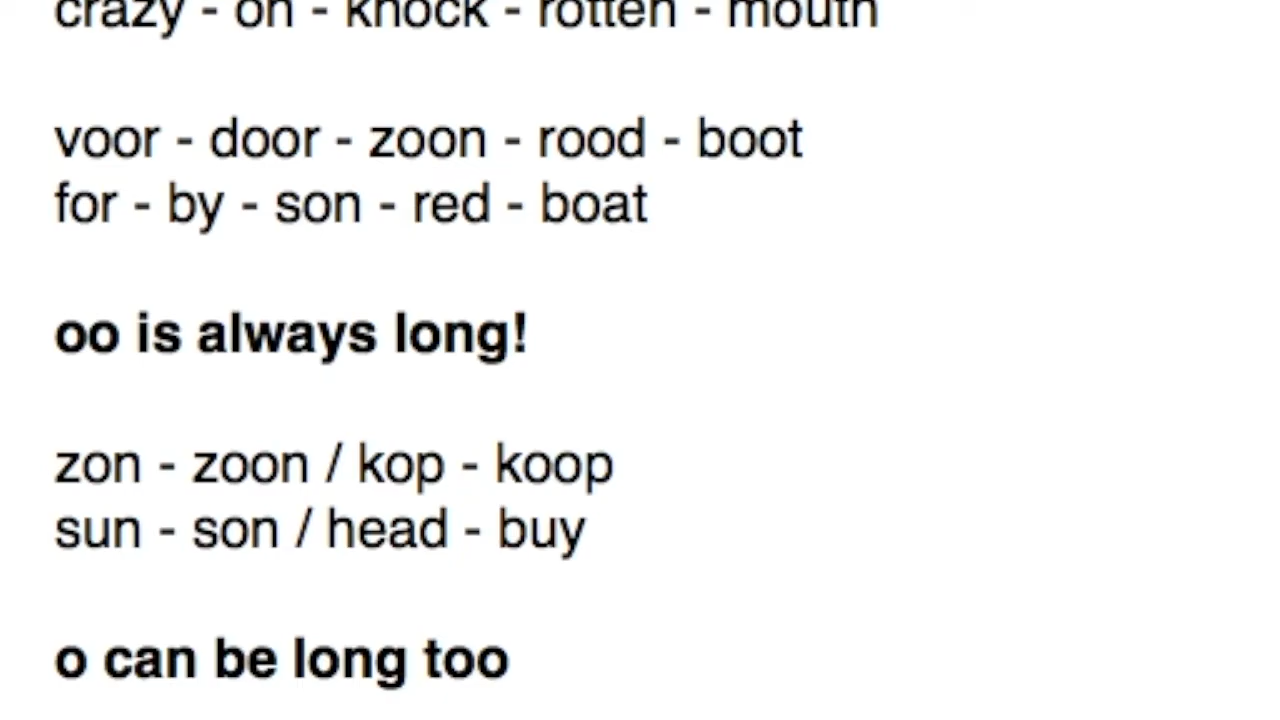 crazy - on - knock - rotten - mouth
voor - door - zoon - rood - boot
for - by - son - red - boat
oo is always long!
zon - zoon / kop - koop
sun - son / head - buy
o can be long too